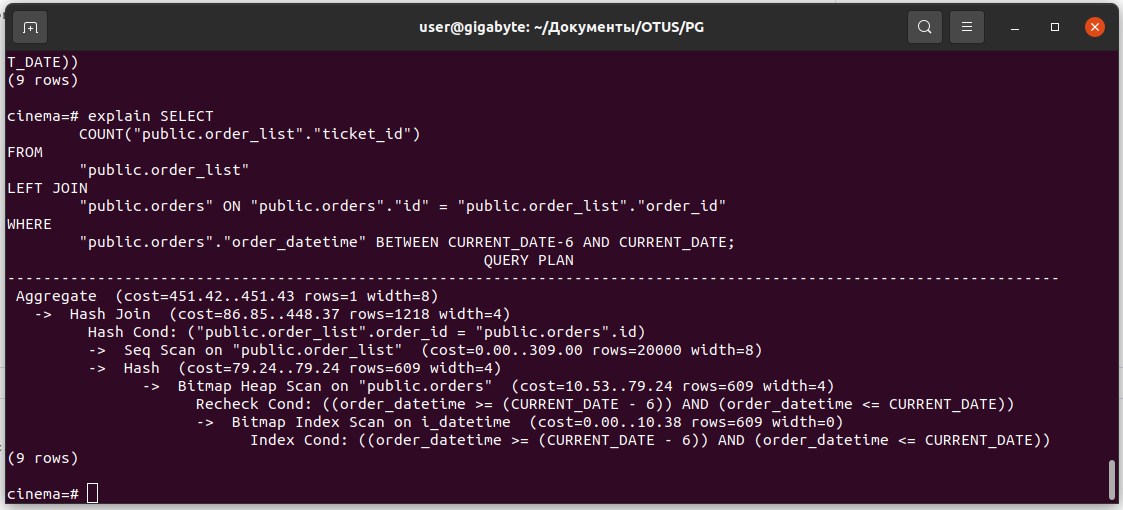 user@gigabyte: ~/Документы/OTUS/PG
T_DATE))
(9 rows)
cinema=# explain SELECT
COUNT("public.order_list"."ticket_id")
FROM
"public.order_list"
LEFT JOIN
"public.orders" ON "public.orders"."id" = "public.order_list"."order_id"
WHERE
"public.orders"."order_datetime" BETWEEN CURRENT_DATE-6 AND CURRENT_DATE;
QUERY PLAN
---------------------------------------------------------------------------------------------------------------------
Aggregate  (cost=451.42..451.43 rows=1 width=8)
->  Hash Join  (cost=86.85..448.37 rows=1218 width=4)
Hash Cond: ("public.order_list".order_id = "public.orders".id)
->  Seq Scan on "public.order_list"  (cost=0.00..309.00 rows=20000 width=8)
->  Hash  (cost=79.24..79.24 rows=609 width=4)
->  Bitmap Heap Scan on "public.orders"  (cost=10.53..79.24 rows=609 width=4)
Recheck Cond: ((order_datetime >= (CURRENT_DATE - 6)) AND (order_datetime <= CURRENT_DATE))
->  Bitmap Index Scan on i_datetime  (cost=0.00..10.38 rows=609 width=0)
Index Cond: ((order_datetime >= (CURRENT_DATE - 6)) AND (order_datetime <= CURRENT_DATE))
(9 rows)
cinema=#